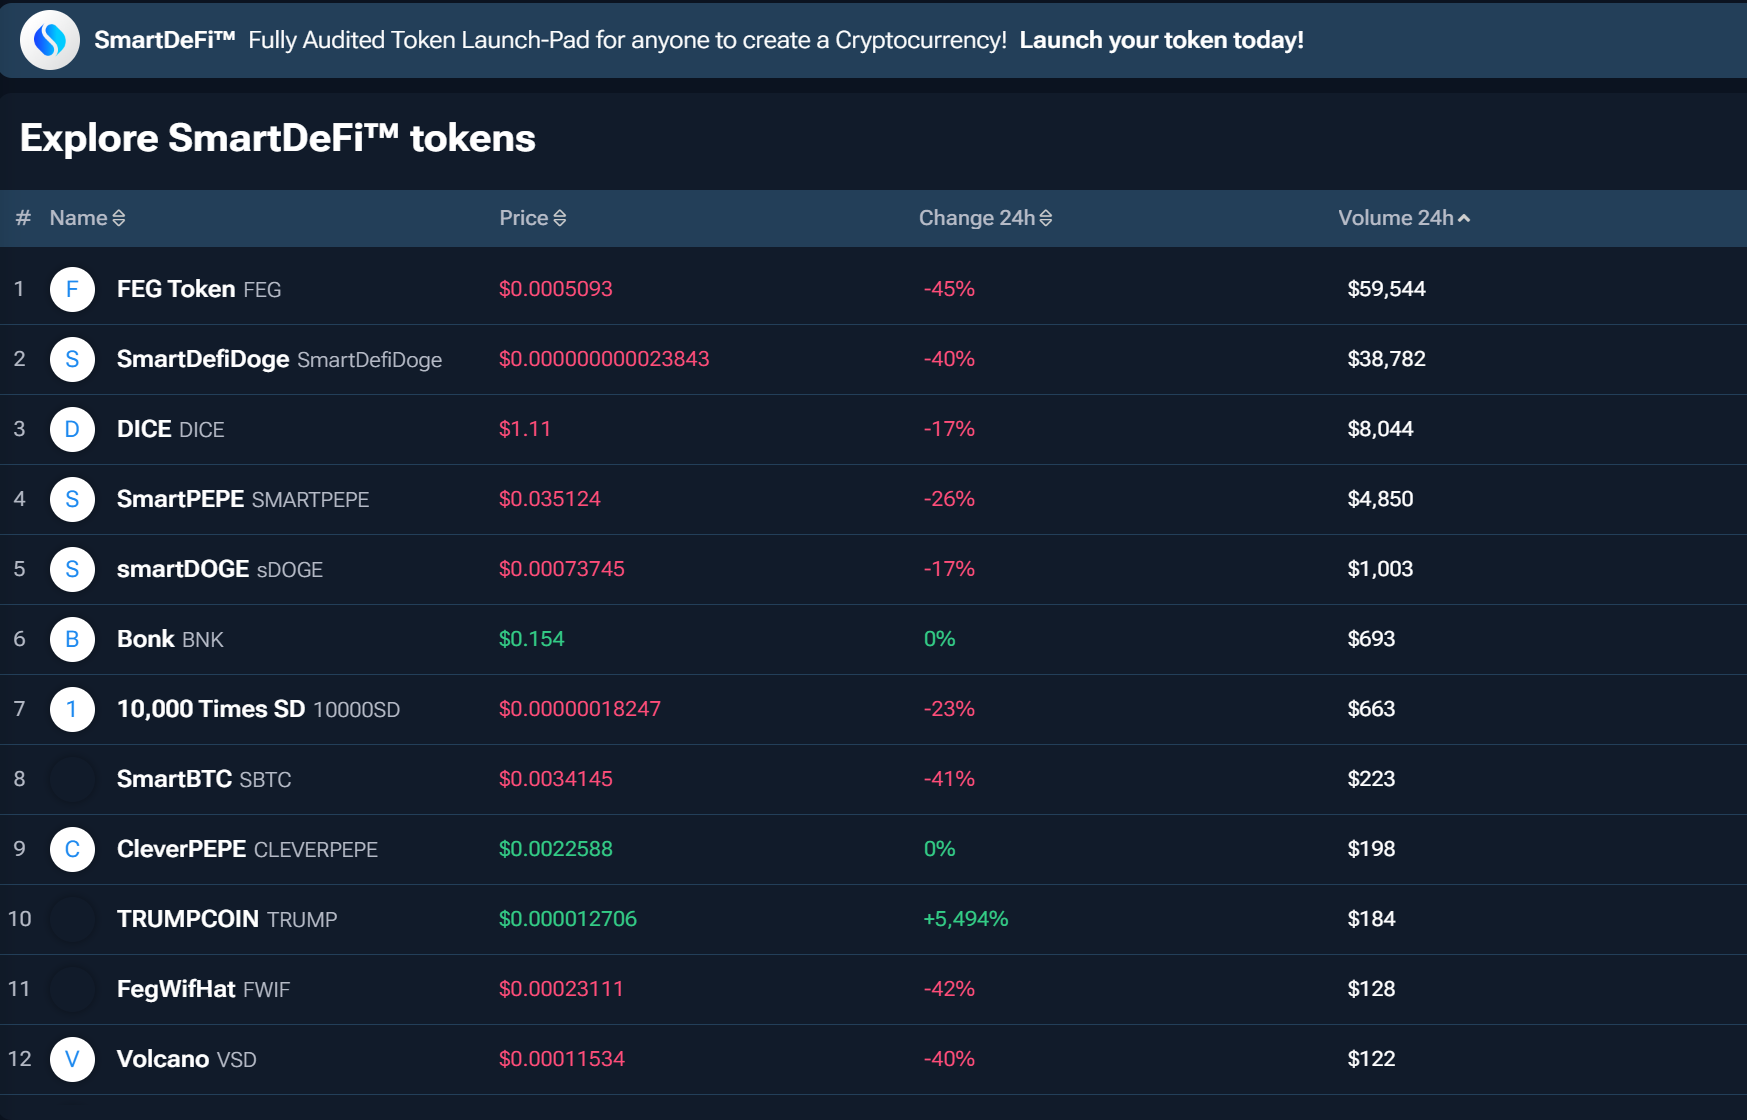 SmartDeFi™ Fully Audited Token Launch-Pad for anyone to create a Cryptocurrency! Launch your token today!
Explore SmartDeFi™ tokens
# Name Price Change 24h Volume 24h
1 F FEG Token FEG $0.0005093 -45% $59,544
2 S SmartDefiDoge SmartDefiDoge $0.000000000023843 -40% $38,782
3 D DICE DICE $1.11 -17% $8,044
4 S SmartPEPE SMARTPEPE $0.035124 -26% $4,850
5 S smartDOGE sDOGE $0.00073745 -17% $1,003
6 B Bonk BNK $0.154 0% $693
7 1 10,000 Times SD 10000SD $0.00000018247 -23% $663
8 SmartBTC SBTC $0.0034145 -41% $223
9 C CleverPEPE CLEVERPEPE $0.0022588 0% $198
10 TRUMPCOIN TRUMP $0.000012706 +5,494% $184
11 FegWifHat FWIF $0.00023111 -42% $128
12 V Volcano VSD $0.00011534 -40% $122